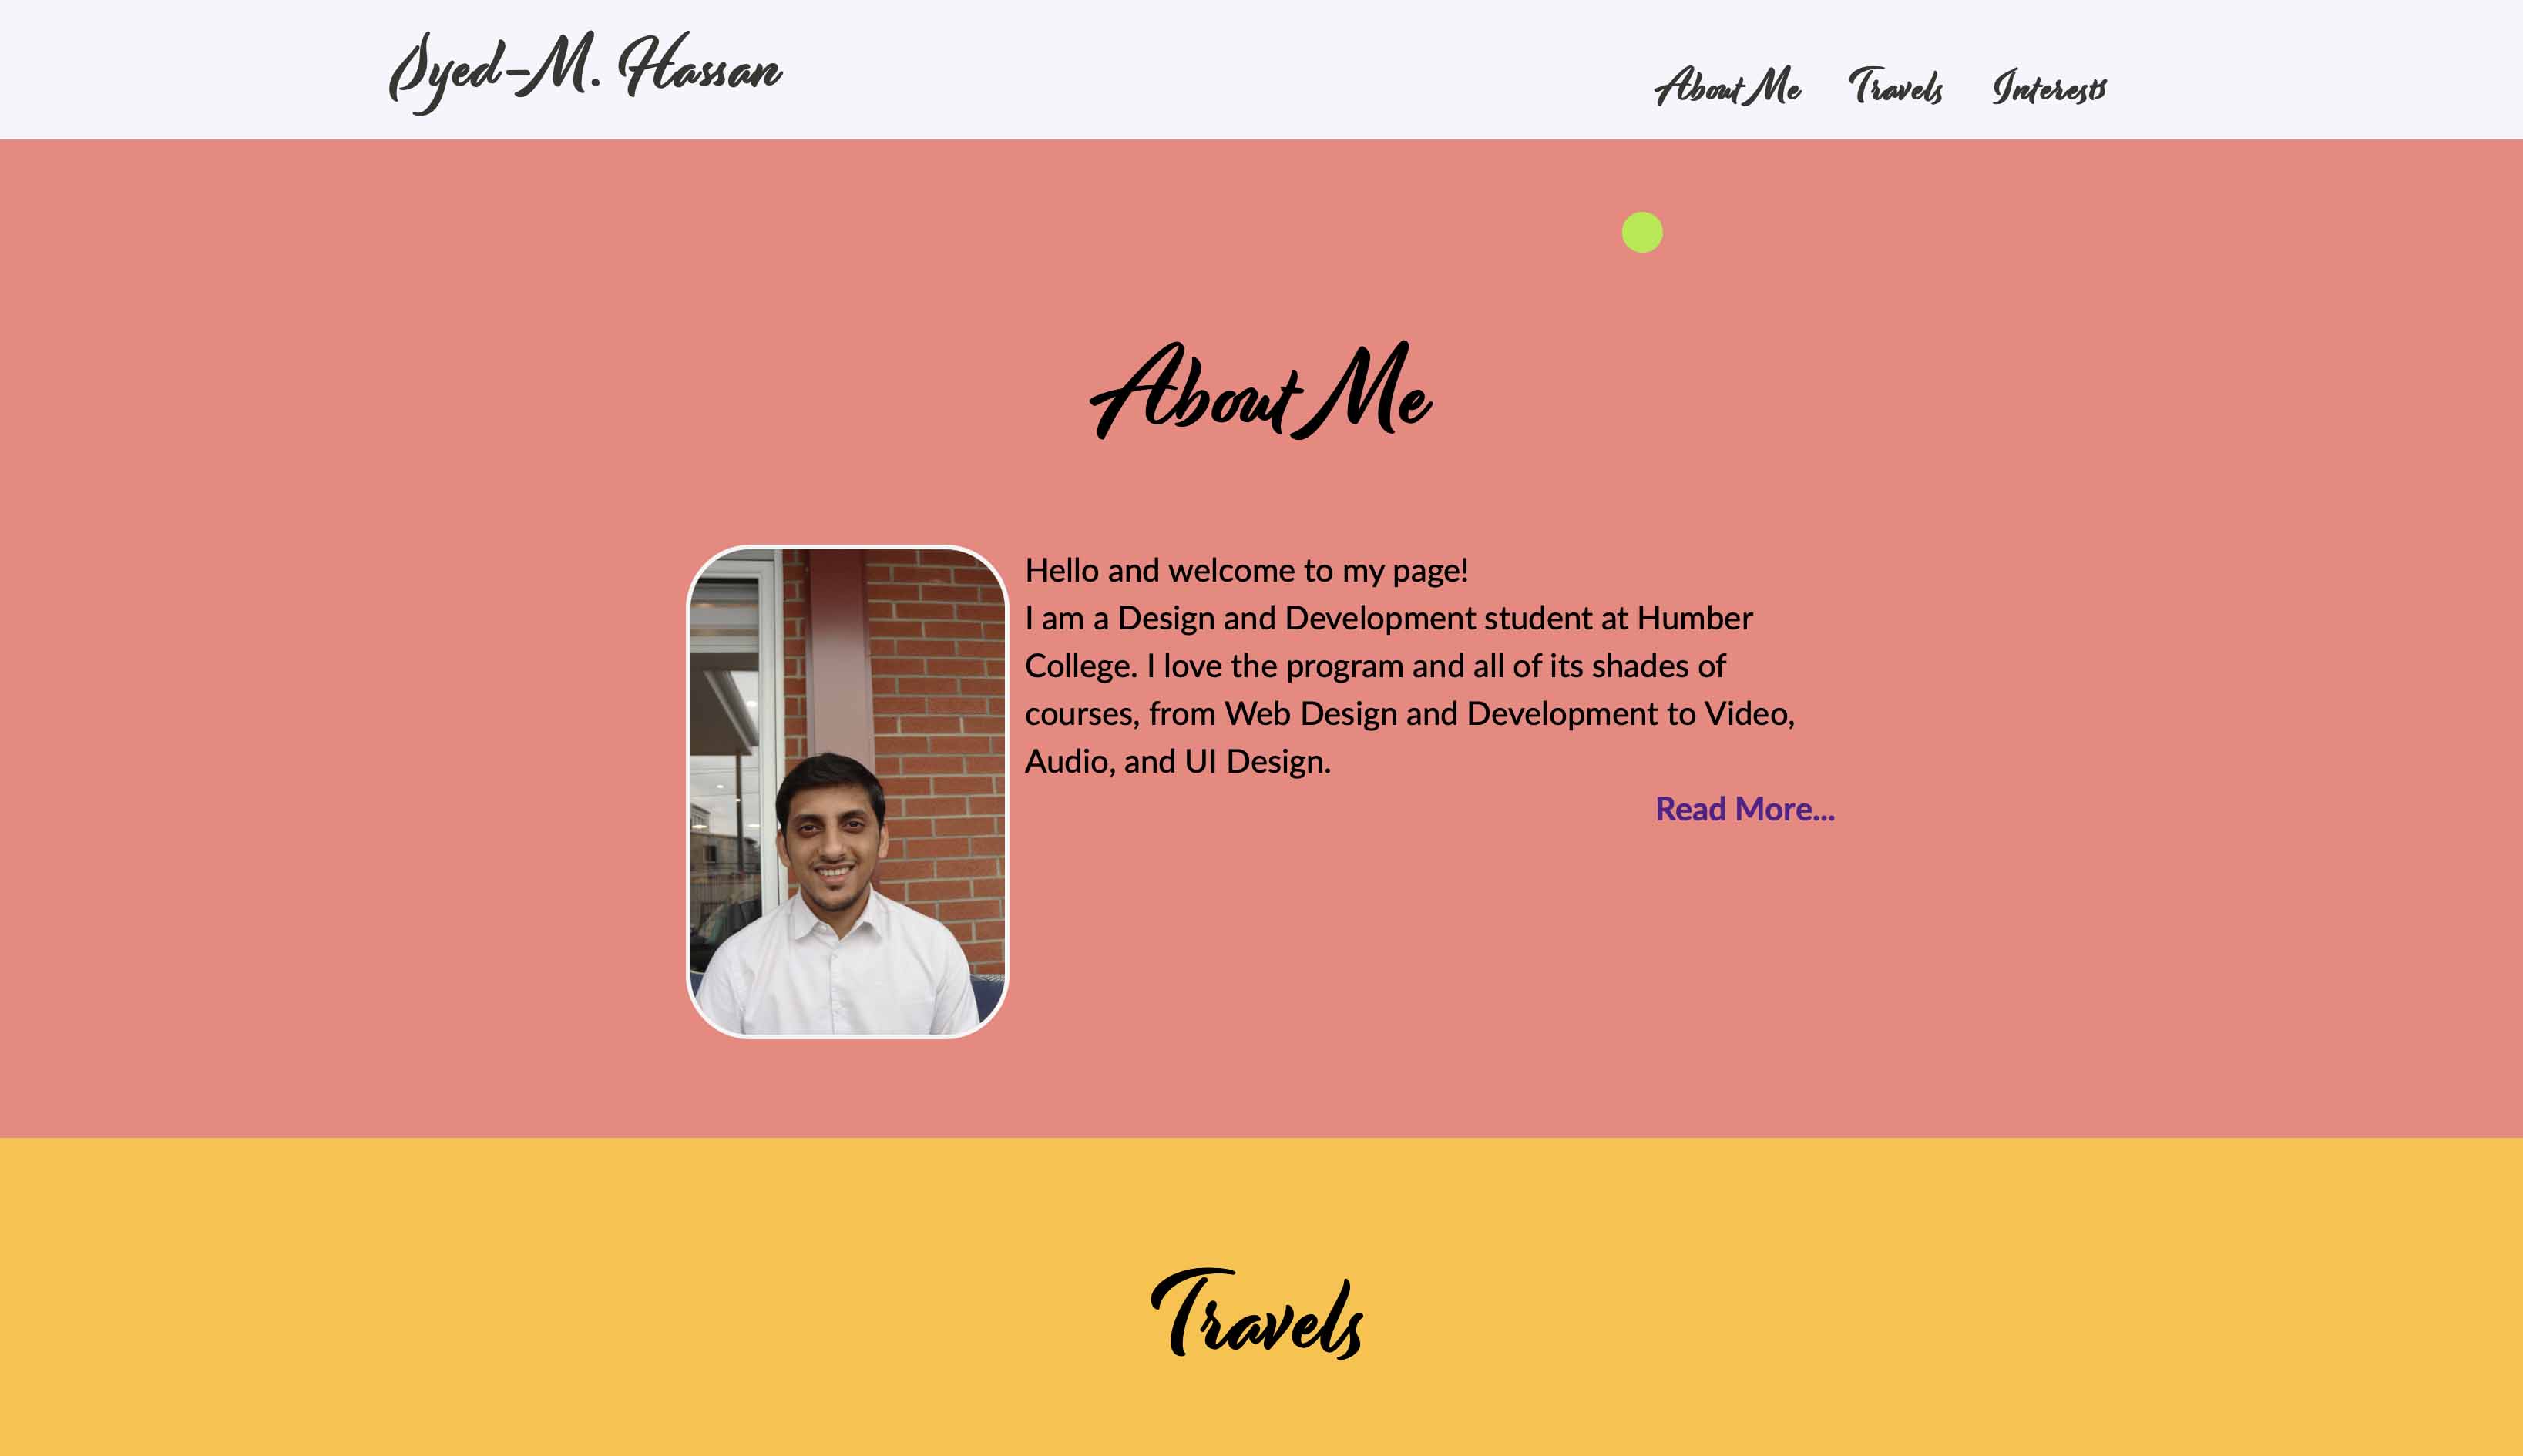 Syed-M. Hassan
About Me Travels Interests
About Me
Hello and welcome to my page!
I am a Design and Development student at Humber
College. I love the program and all of its shades of
courses, from Web Design and Development to Video,
Audio, and UI Design.
Read More...
Travels